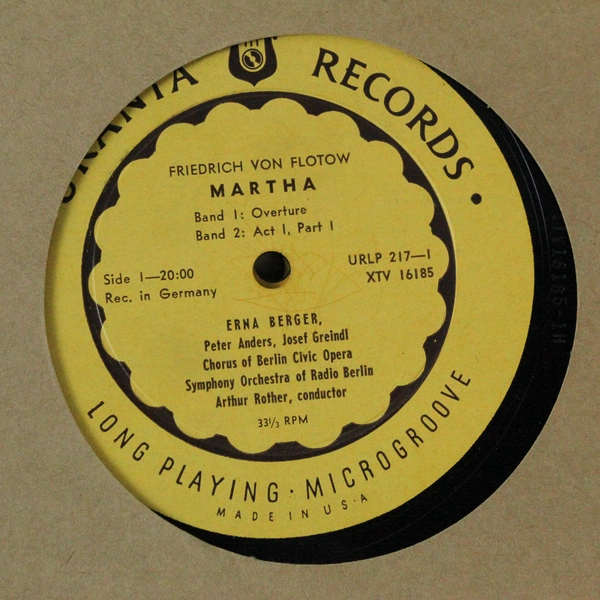 URANIA RECORDS •
FRIEDRICH VON FLOTOW
MARTHA
Band 1: Overture
Band 2: Act I, Part 1
Side 1—20:00
Rec. in Germany
URLP 217—1
XTV 16185
ERNA BERGER,
Peter Anders, Josef Greindl
Chorus of Berlin Civic Opera
Symphony Orchestra of Radio Berlin
Arthur Rother, conductor
33⅓ RPM
LONG PLAYING · MICROGROOVE
MADE IN U·S·A